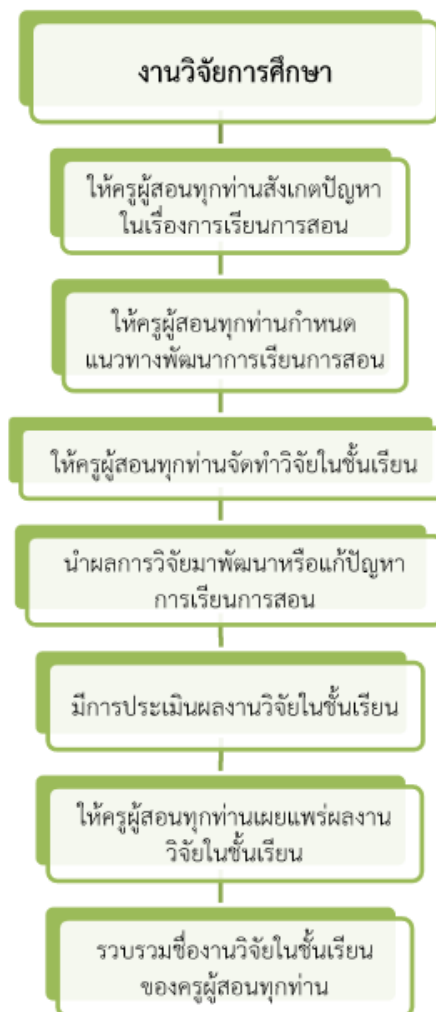 งานวิจัยการศึกษา
ให้ครูผู้สอนทุกท่านสังเกตปัญหา
ในเรื่องการเรียนการสอน
ให้ครูผู้สอนทุกท่านกำหนด
แนวทางพัฒนาการเรียนการสอน
ให้ครูผู้สอนทุกท่านจัดทำวิจัยในชั้นเรียน
นำผลการวิจัยมาพัฒนาหรือแก้ปัญหา
การเรียนการสอน
มีการประเมินผลงานวิจัยในชั้นเรียน
ให้ครูผู้สอนทุกท่านเผยแพร่ผลงาน
วิจัยในชั้นเรียน
รวบรวมชื่องานวิจัยในชั้นเรียน
ของครูผู้สอนทุกท่าน